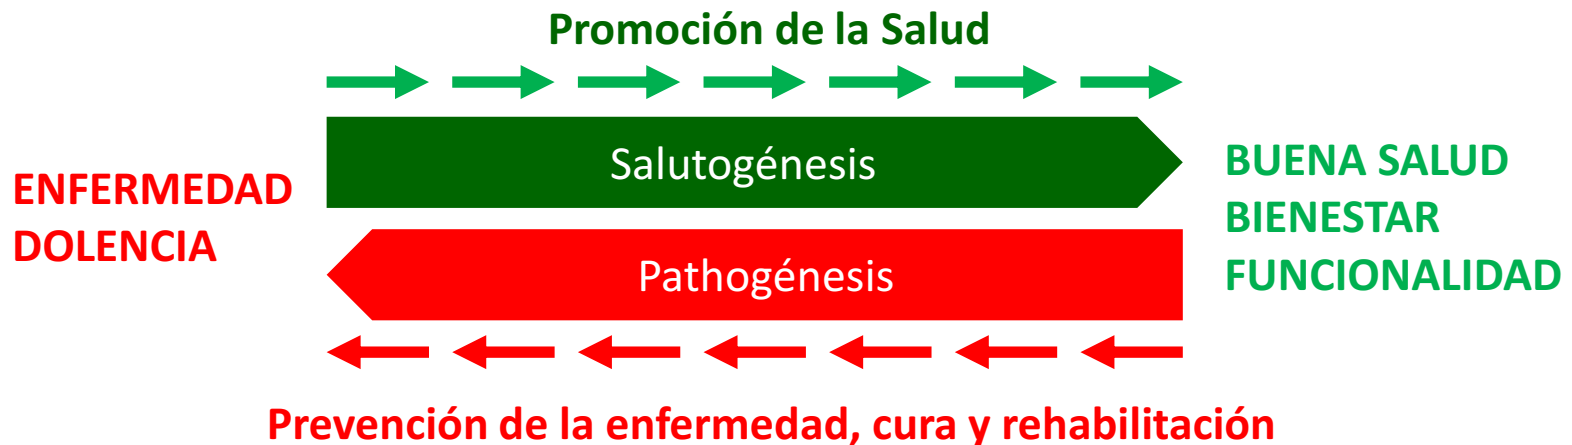 Promoción de la Salud
Salutogénesis
ENFERMEDAD
DOLENCIA
BUENA SALUD
BIENESTAR
FUNCIONALIDAD
Pathogénesis
Prevención de la enfermedad, cura y rehabilitación